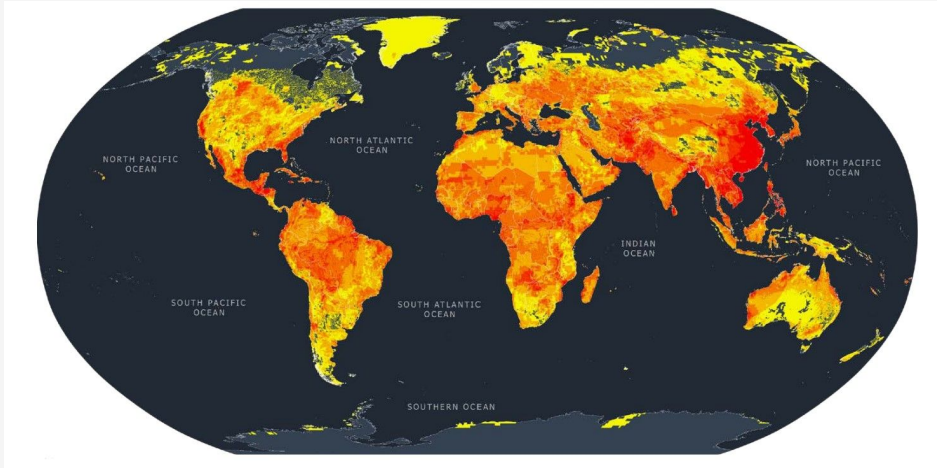 NORTH ATLANTIC
OCEAN
NORTH PACIFIC
OCEAN
NORTH PACIFIC
OCEAN
INDIAN
OCEAN
SOUTH PACIFIC
OCEAN
SOUTH ATLANTIC
OCEAN
SOUTHERN OCEAN